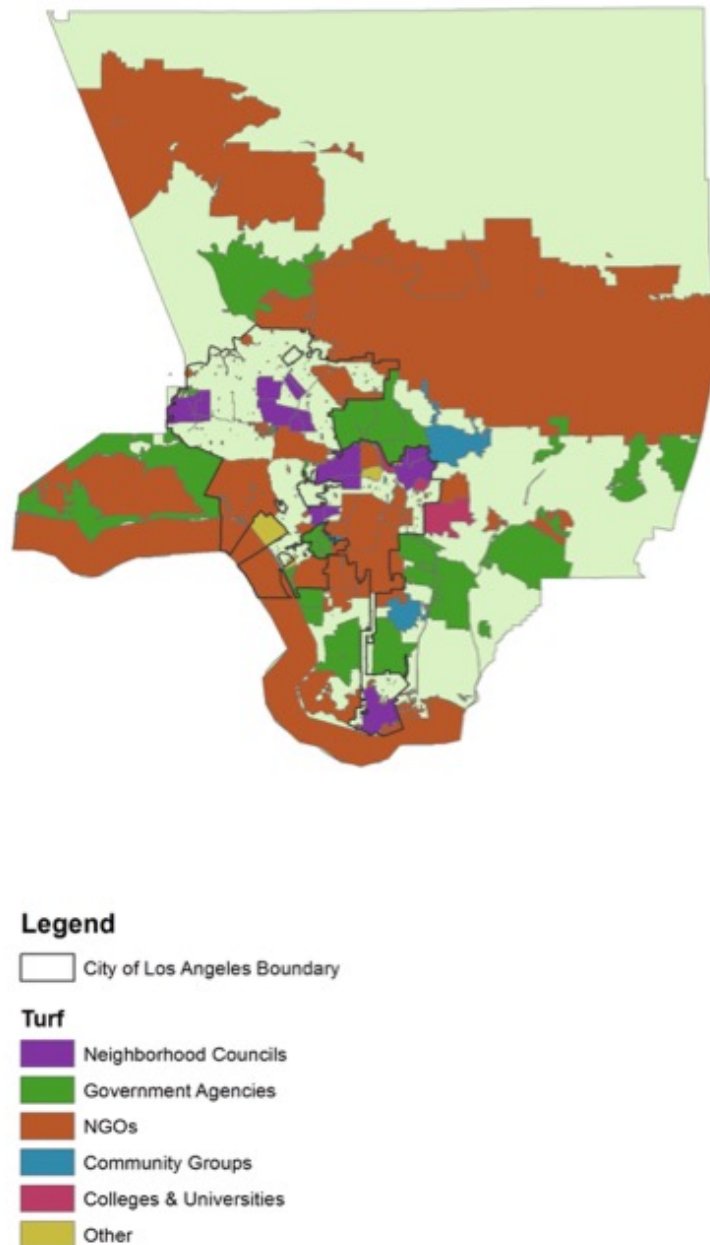 Legend
City of Los Angeles Boundary
Turf
Neighborhood Councils
Government Agencies
NGOs
Community Groups
Colleges & Universities
Other